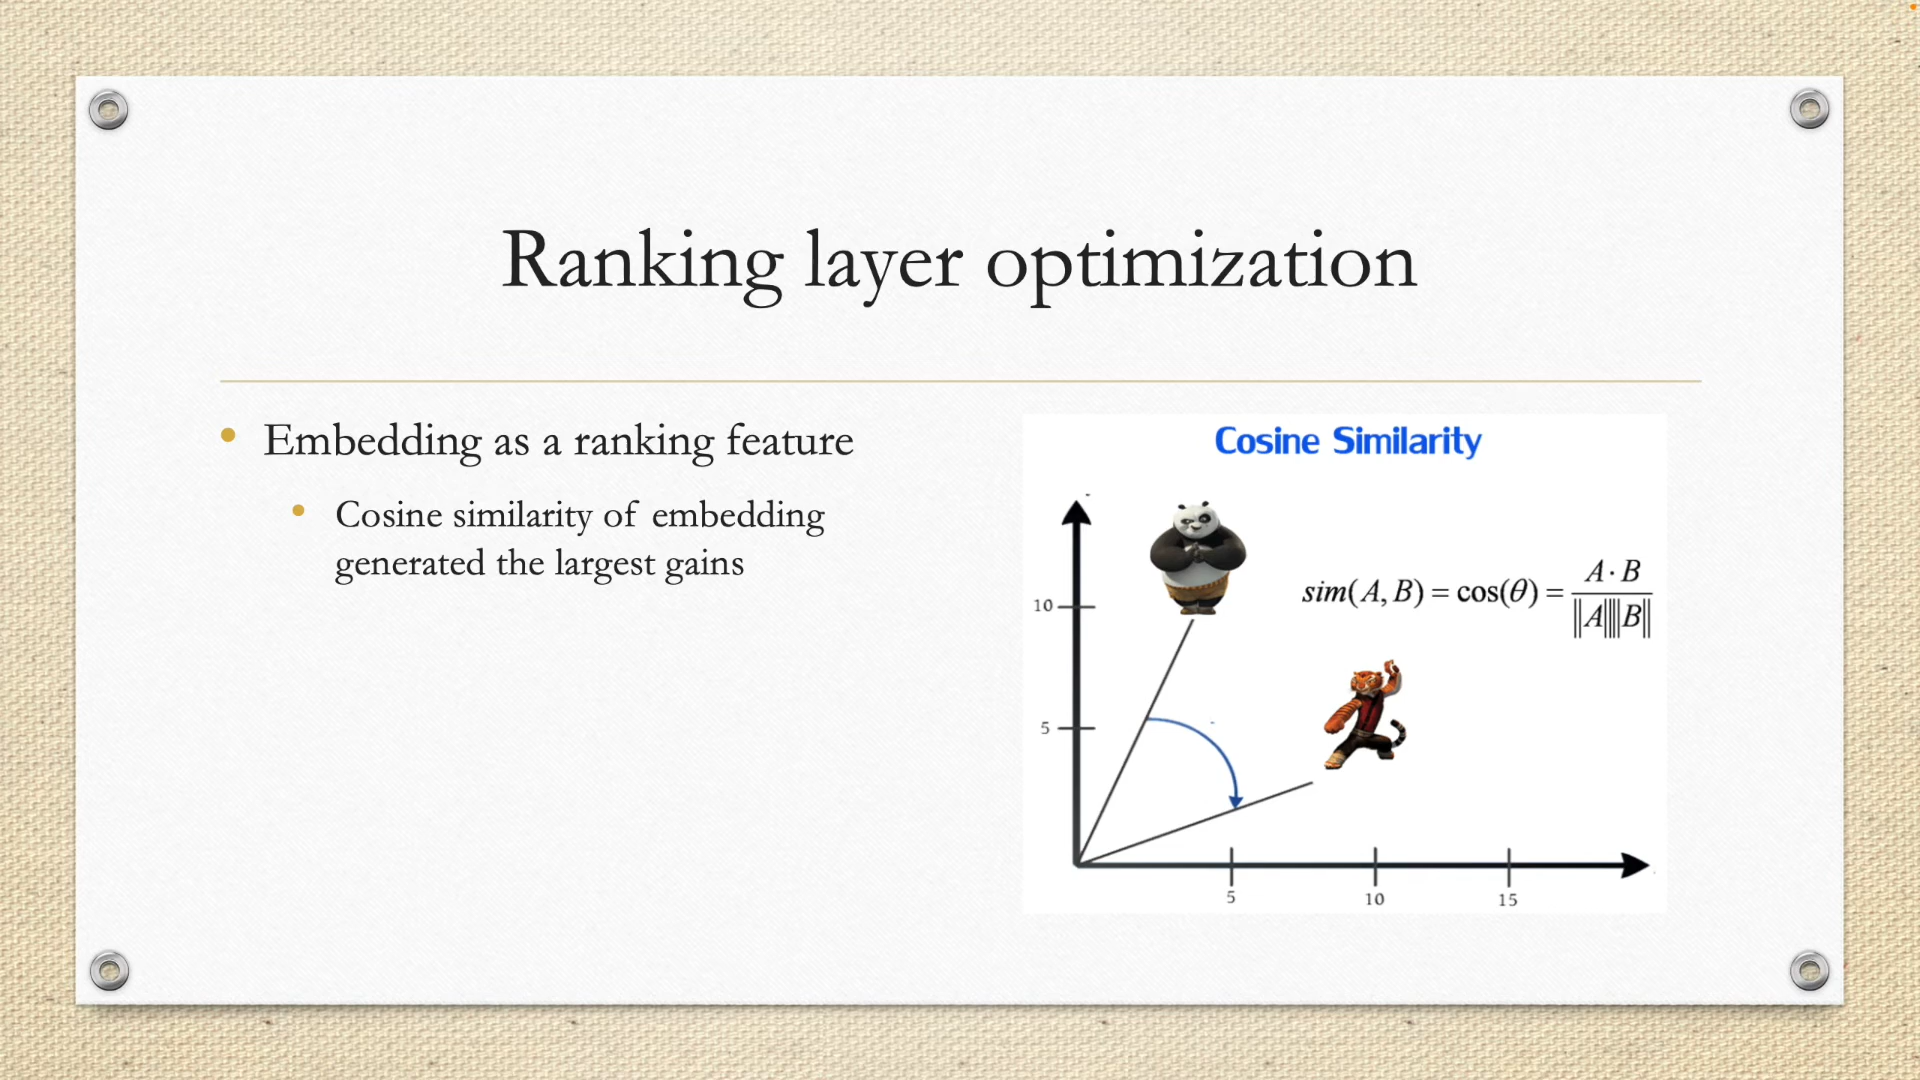 Ranking layer optimization
Embedding as a ranking feature
Cosine similarity of embedding
generated the largest gains
Cosine Similarity
sim(A, B) = cos(θ) = A · B / ||A||||B||
10
5
5
10
15